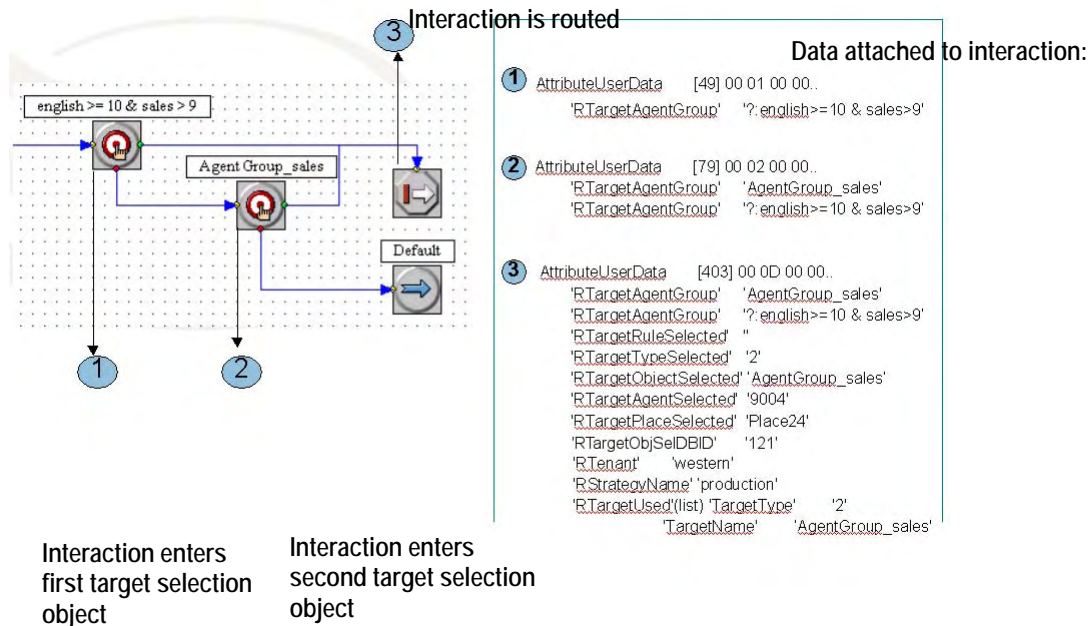 Interaction is routed
3
english >= 10 & sales > 9
Agent Group_sales
Default
1
2
Interaction enters
first target selection
object
Interaction enters
second target selection
object
Data attached to interaction:
1 AttributeUserData [49] 00 01 00 00..
'RTargetAgentGroup' '?:english>=10 & sales>9'
2 AttributeUserData [79] 00 02 00 00..
'RTargetAgentGroup' 'AgentGroup_sales'
'RTargetAgentGroup' '?:english>=10 & sales>9'
3 AttributeUserData [403] 00 0D 00 00..
'RTargetAgentGroup' 'AgentGroup_sales'
'RTargetAgentGroup' '?:english>=10 & sales>9'
'RTargetRuleSelected' ''
'RTargetTypeSelected' '2'
'RTargetObjectSelected' 'AgentGroup_sales'
'RTargetAgentSelected' '9004'
'RTargetPlaceSelected' 'Place24'
'RTargetObjSelDBID' '121'
'RTenant' 'western'
'RStrategyName' 'production'
'RTargetUsed'(list) 'TargetType' '2'
'TargetName' 'AgentGroup_sales'